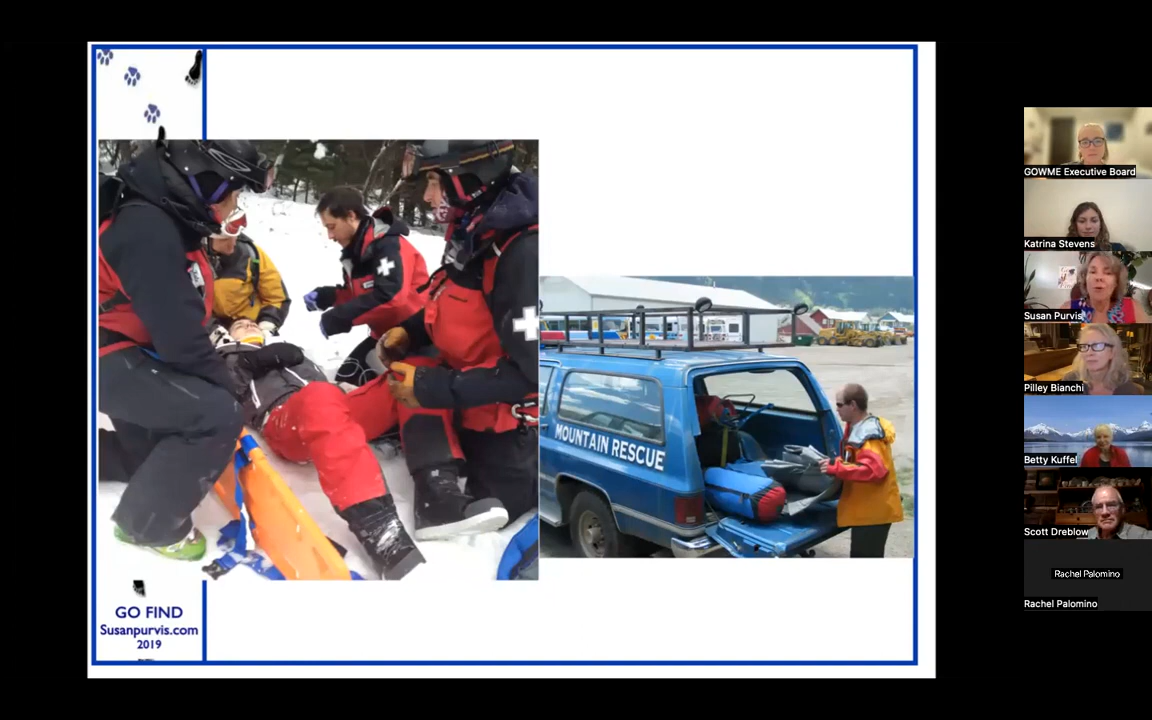 MOUNTAIN RESCUE
GO FIND
Susanpurvis.com
2019
GOWME Executive Board
Katrina Stevens
Susan Purvis
Pilley Bianchi
Betty Kuffel
Scott Dreblow
Rachel Palomino
Rachel Palomino